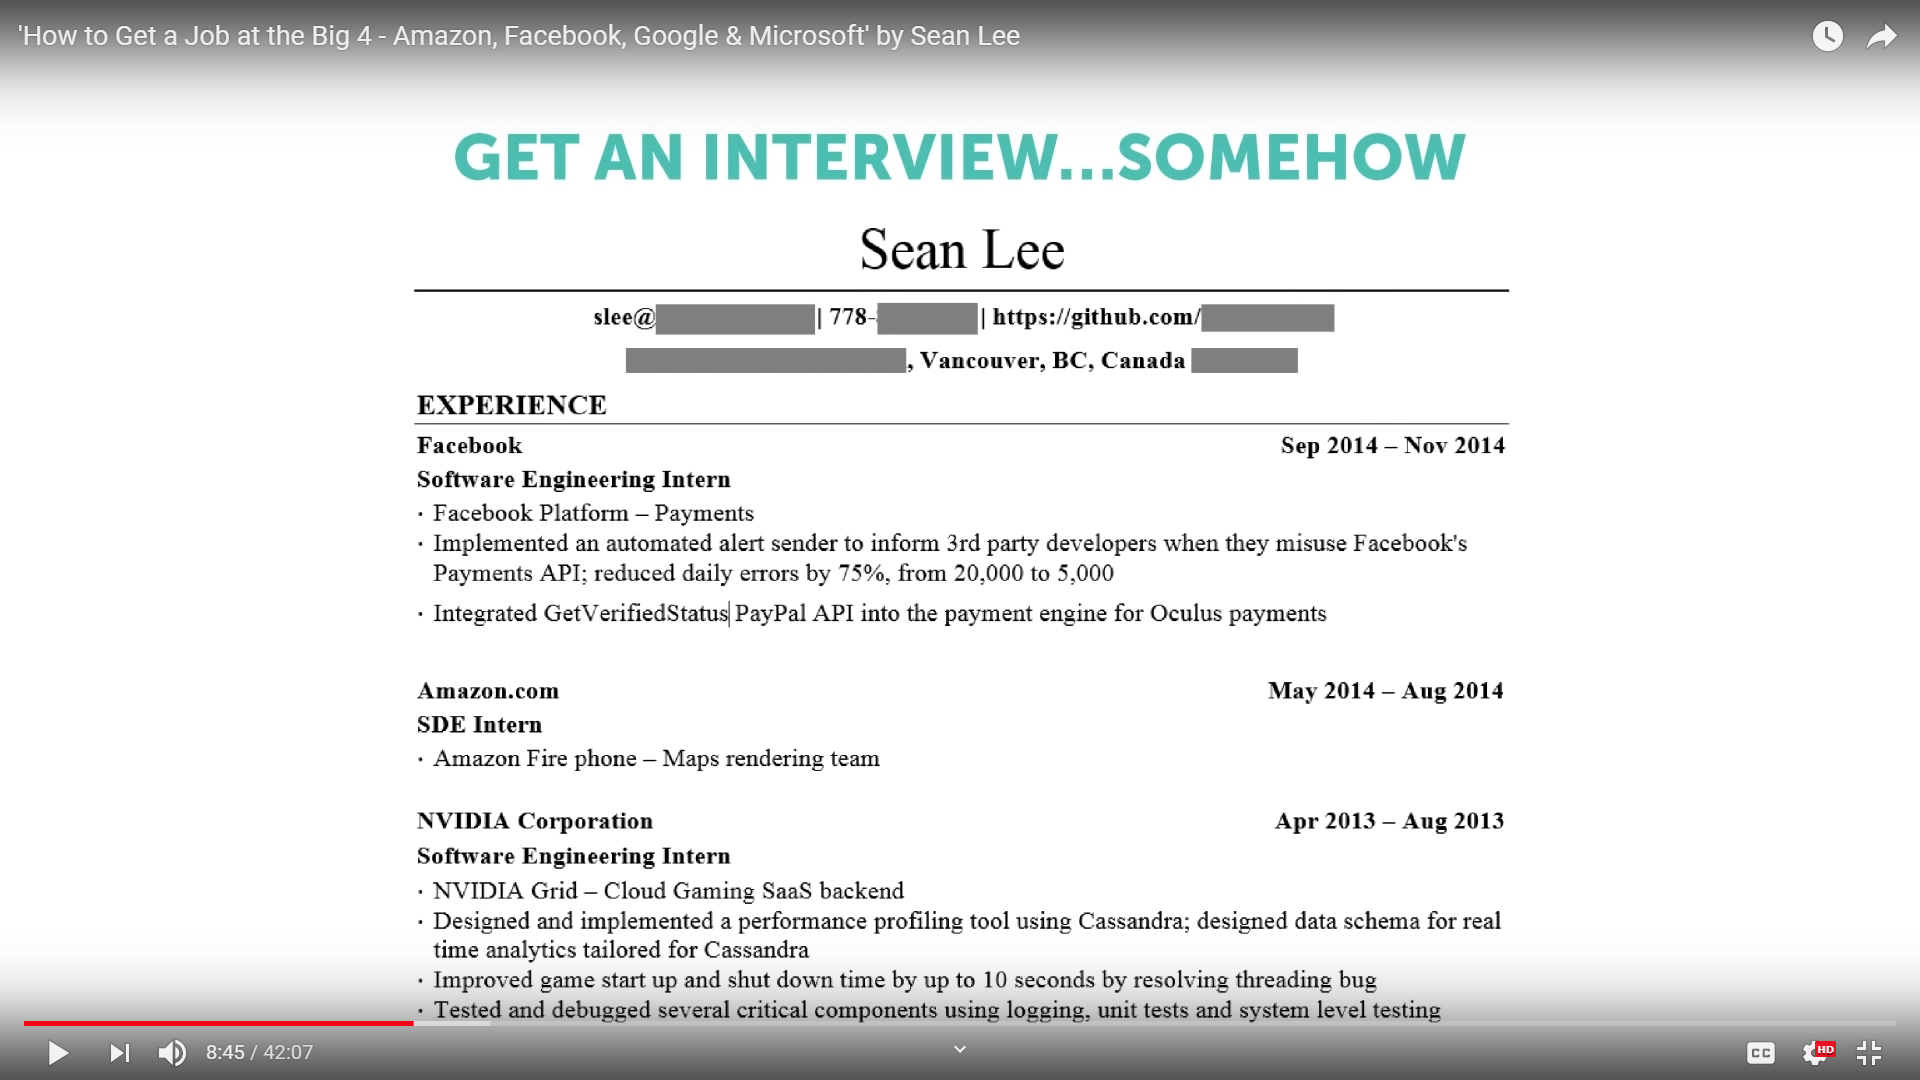 'How to Get a Job at the Big 4 - Amazon, Facebook, Google & Microsoft' by Sean Lee
GET AN INTERVIEW...SOMEHOW
Sean Lee
slee@ | 778- | https://github.com/
, Vancouver, BC, Canada
EXPERIENCE
Facebook Sep 2014 – Nov 2014
Software Engineering Intern
· Facebook Platform – Payments
· Implemented an automated alert sender to inform 3rd party developers when they misuse Facebook's
Payments API; reduced daily errors by 75%, from 20,000 to 5,000
· Integrated GetVerifiedStatus PayPal API into the payment engine for Oculus payments
Amazon.com May 2014 – Aug 2014
SDE Intern
· Amazon Fire phone – Maps rendering team
NVIDIA Corporation Apr 2013 – Aug 2013
Software Engineering Intern
· NVIDIA Grid – Cloud Gaming SaaS backend
· Designed and implemented a performance profiling tool using Cassandra; designed data schema for real
time analytics tailored for Cassandra
· Improved game start up and shut down time by up to 10 seconds by resolving threading bug
· Tested and debugged several critical components using logging, unit tests and system level testing
8:45 / 42:07
CC
HD